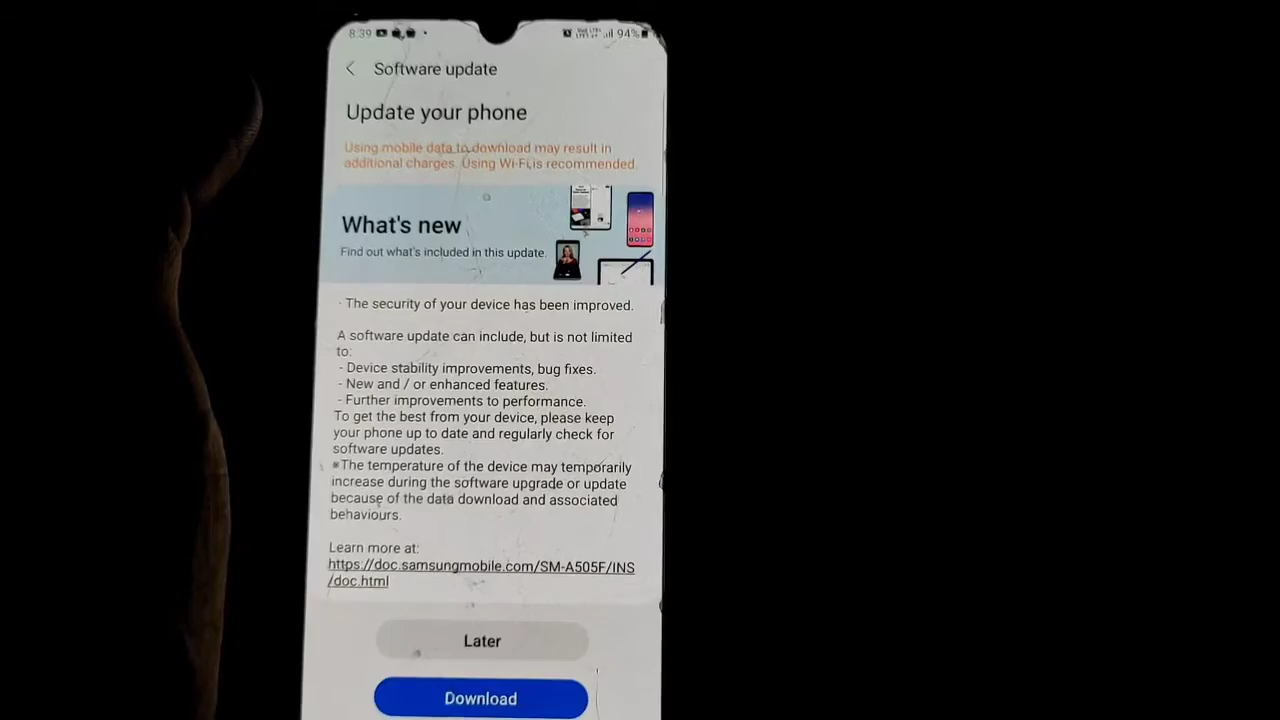 8:39
94%
Software update
Update your phone
Using mobile data to download may result in
additional charges. Using Wi-Fi is recommended.
What's new
Find out what's included in this update.
· The security of your device has been improved.
A software update can include, but is not limited
to:
- Device stability improvements, bug fixes.
- New and / or enhanced features.
- Further improvements to performance.
To get the best from your device, please keep
your phone up to date and regularly check for
software updates.
※The temperature of the device may temporarily
increase during the software upgrade or update
because of the data download and associated
behaviours.
Learn more at:
https://doc.samsungmobile.com/SM-A505F/INS
/doc.html
Later
Download